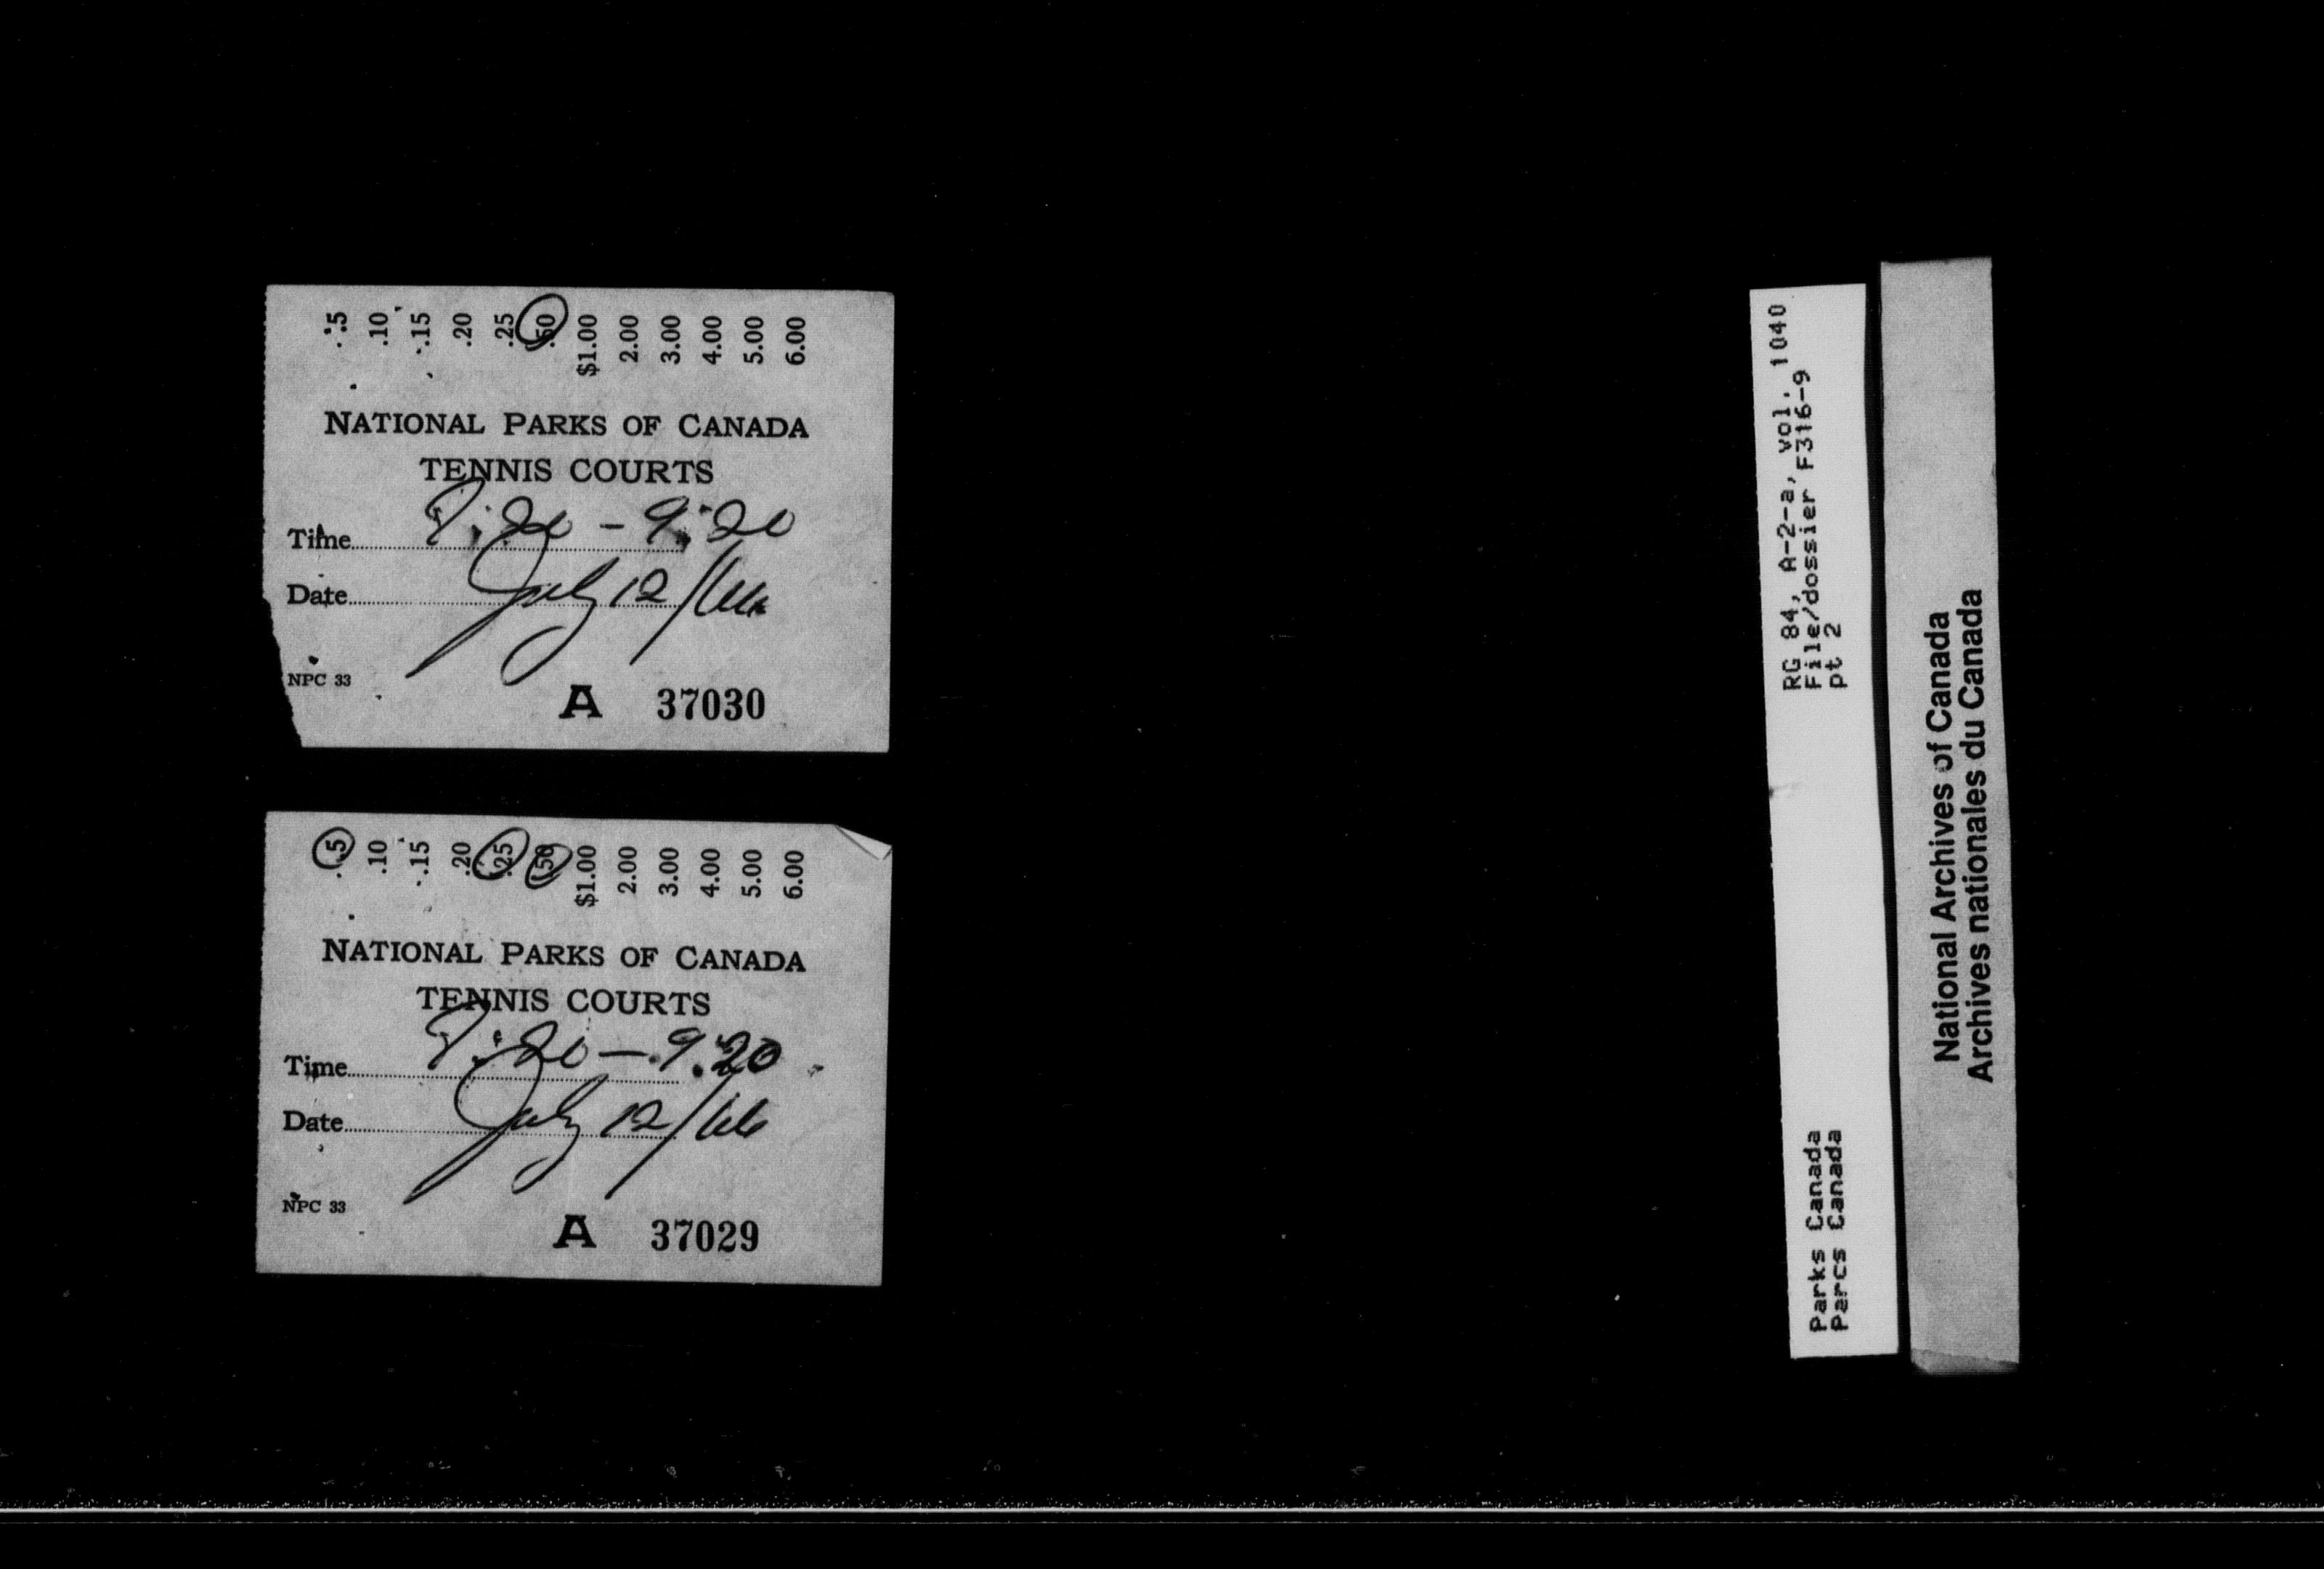 .5 .10 .15 .20 .25 .50 $1.00 2.00 3.00 4.00 5.00 6.00
NATIONAL PARKS OF CANADA
TENNIS COURTS
Time 8:20 - 9:20
Date July 12/66
NPC 33
A 37030
.5 .10 .15 .20 .25 .50 $1.00 2.00 3.00 4.00 5.00 6.00
NATIONAL PARKS OF CANADA
TENNIS COURTS
Time 8:20 - 9:20
Date July 12/66
NPC 33
A 37029
RG 84, A-2-a, vol. 1040
File/dossier F316-9
pt 2
Parks Canada
Parcs Canada
National Archives of Canada
Archives nationales du Canada